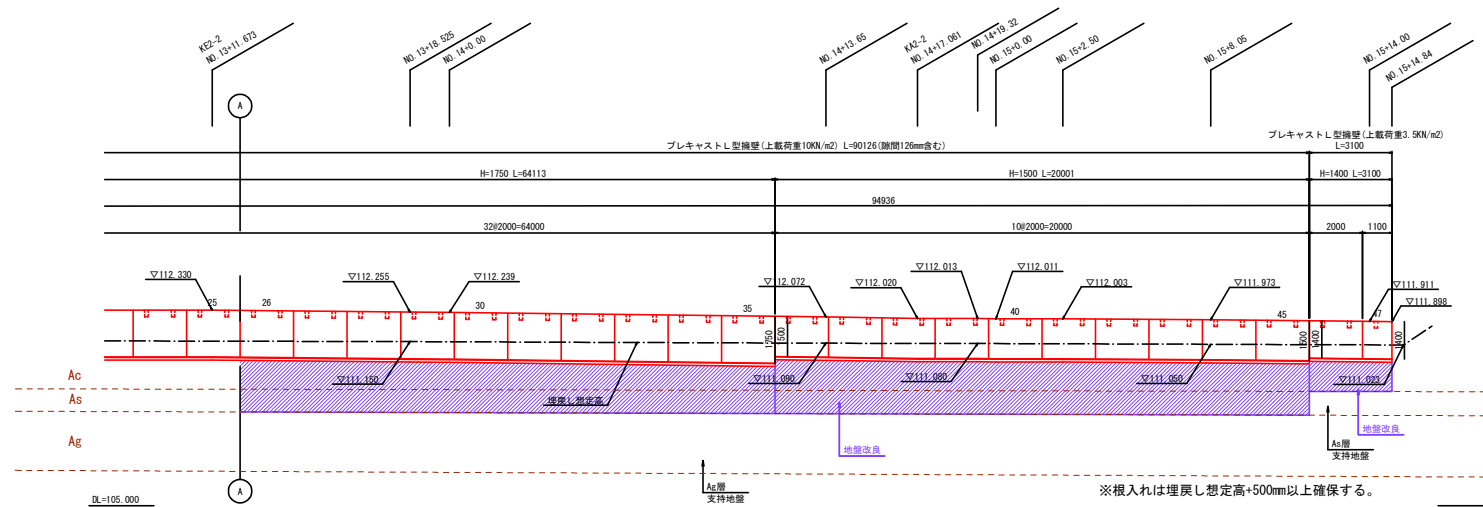 KE2-2
NO.13+11.673
NO.13+18.525
NO.14+0.00
NO.14+13.65
KA2-2
NO.14+17.061
NO.14+19.32
NO.15+0.00
NO.15+2.50
NO.15+8.05
NO.15+14.00
NO.15+14.84
A
プレキャストL型擁壁(上載荷重10KN/m2) L=90126(隙間126mm含む)
プレキャストL型擁壁(上載荷重3.5KN/m2)
L=3100
H=1750 L=64113
H=1500 L=20001
H=1400 L=3100
94936
32@2000=64000
10@2000=20000
2000
1100
▽112.330
▽112.255
▽112.239
▽112.072
▽112.020
▽112.013
▽112.011
▽112.003
▽111.973
▽111.911
▽111.898
25
26
30
35
40
45
47
1750
1500
1500
1400
1400
▽111.150
埋戻し想定高
▽111.090
▽111.080
▽111.050
▽111.023
Ac
As
Ag
地盤改良
地盤改良
As層
支持地盤
Ag層
支持地盤
A
DL=105.000
※根入れは埋戻し想定高+500mm以上確保する。